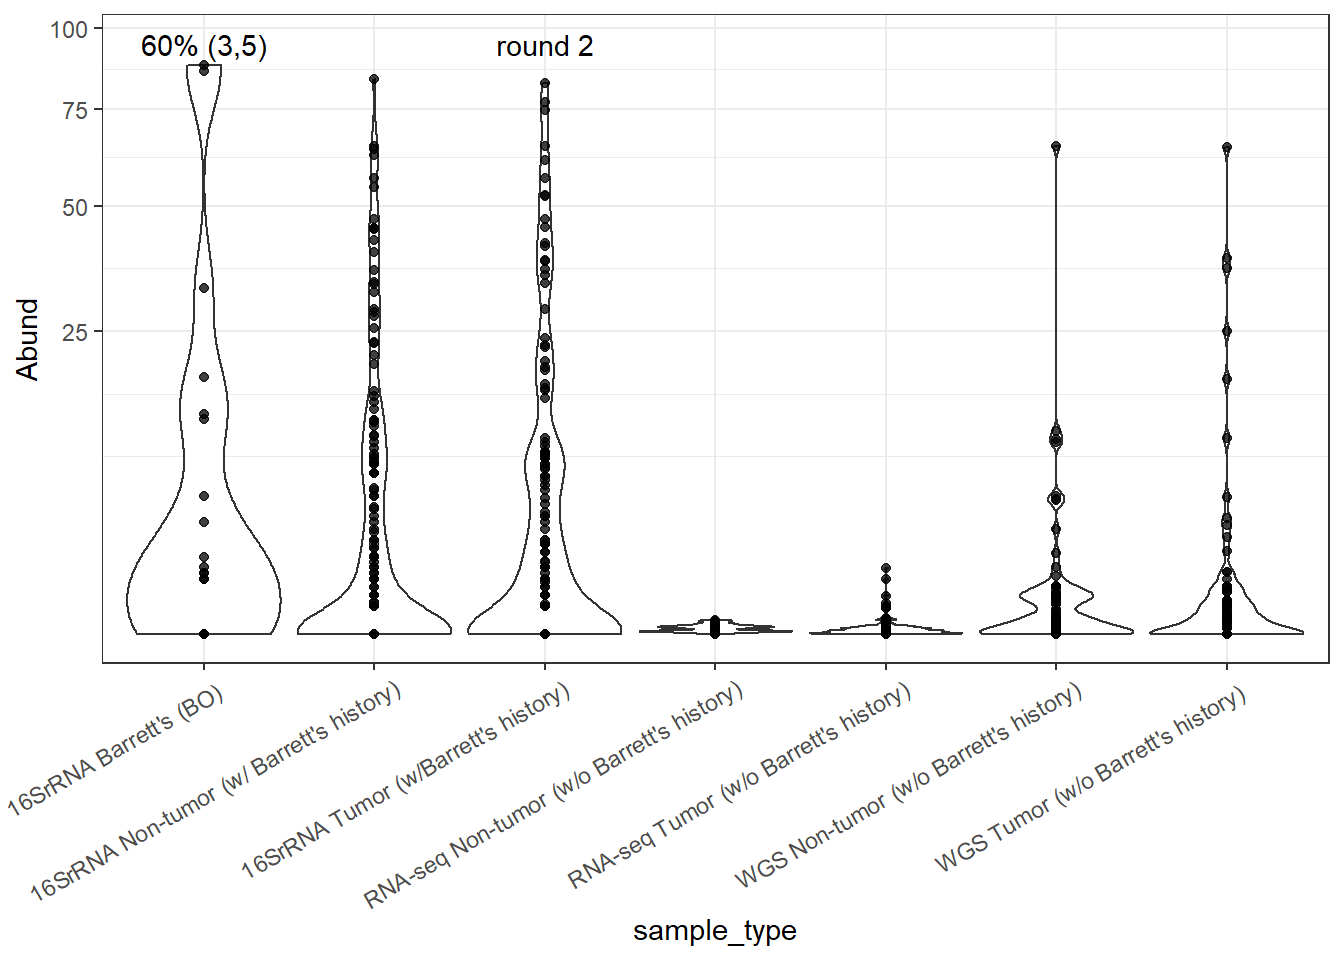 60% (3,5)
round 2
100
75
50
25
Abund
16SrRNA Barrett's (BO)
16SrRNA Non-tumor (w/ Barrett's history)
16SrRNA Tumor (w/Barrett's history)
RNA-seq Non-tumor (w/o Barrett's history)
RNA-seq Tumor (w/o Barrett's history)
WGS Non-tumor (w/o Barrett's history)
WGS Tumor (w/o Barrett's history)
sample_type